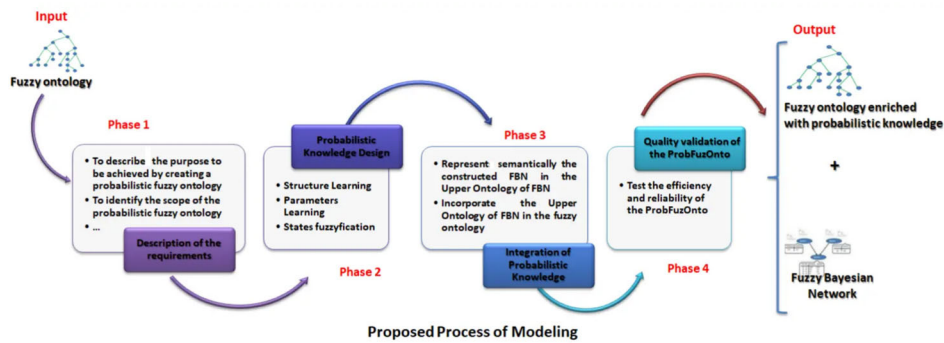 Input
Fuzzy ontology
Phase 1
• To describe the purpose to
be achieved by creating a
probabilistic fuzzy ontology
• To identify the scope of the
probabilistic fuzzy ontology
• ...
Description of the
requirements
Probabilistic
Knowledge Design
• Structure Learning
• Parameters
Learning
• States fuzzyfication
Phase 2
Phase 3
• Represent semantically the
constructed FBN in the
Upper Ontology of FBN
• Incorporate the Upper
Ontology of FBN in the fuzzy
ontology
Integration of
Probabilistic
Knowledge
Quality validation of
the ProbFuzOnto
• Test the efficiency
and reliability of
the ProbFuzOnto
Phase 4
Output
Fuzzy ontology enriched
with probabilistic knowledge
+
Fuzzy Bayesian
Network
Proposed Process of Modeling